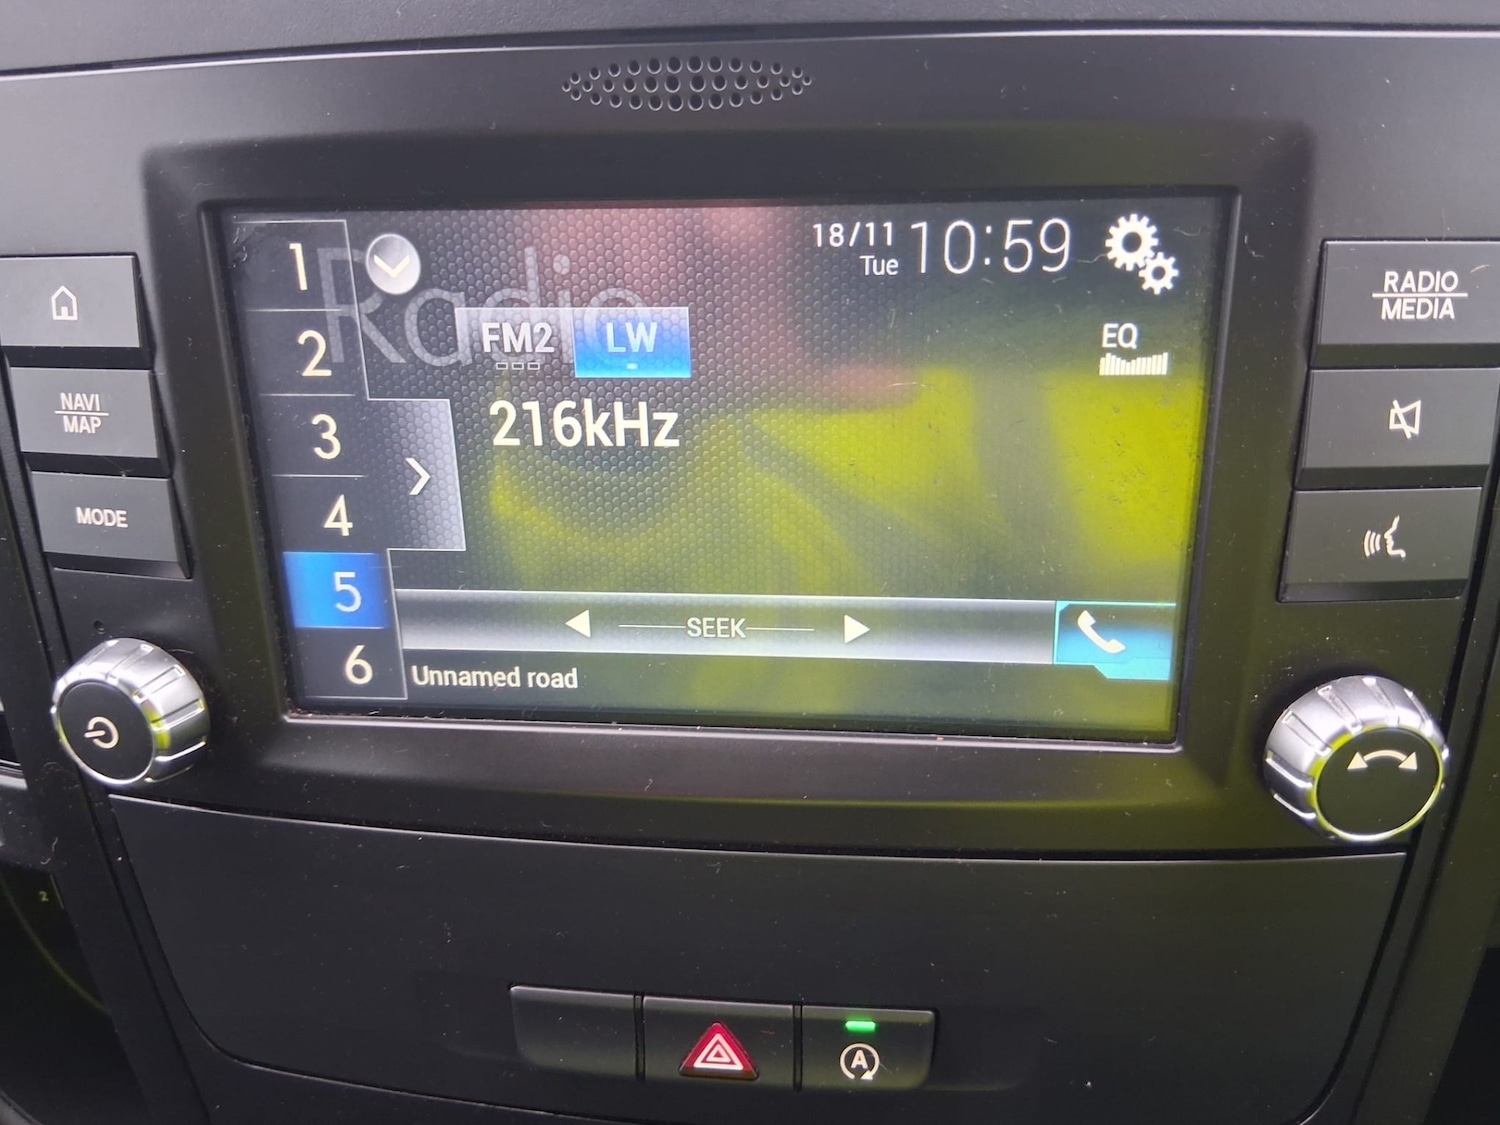 Radio
18/11
Tue
10:59
1
2
3
4
5
6
FM2
LW
216kHz
EQ
SEEK
Unnamed road
NAVI
MAP
MODE
RADIO
MEDIA
A
2